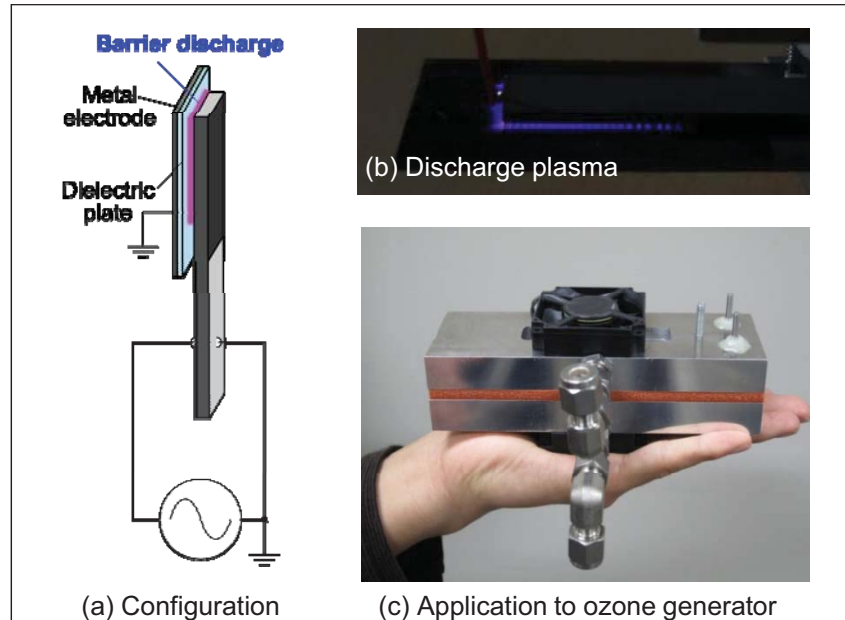 Barrier discharge
Metal
electrode
Dielectric
plate
(a) Configuration
(b) Discharge plasma
(c) Application to ozone generator